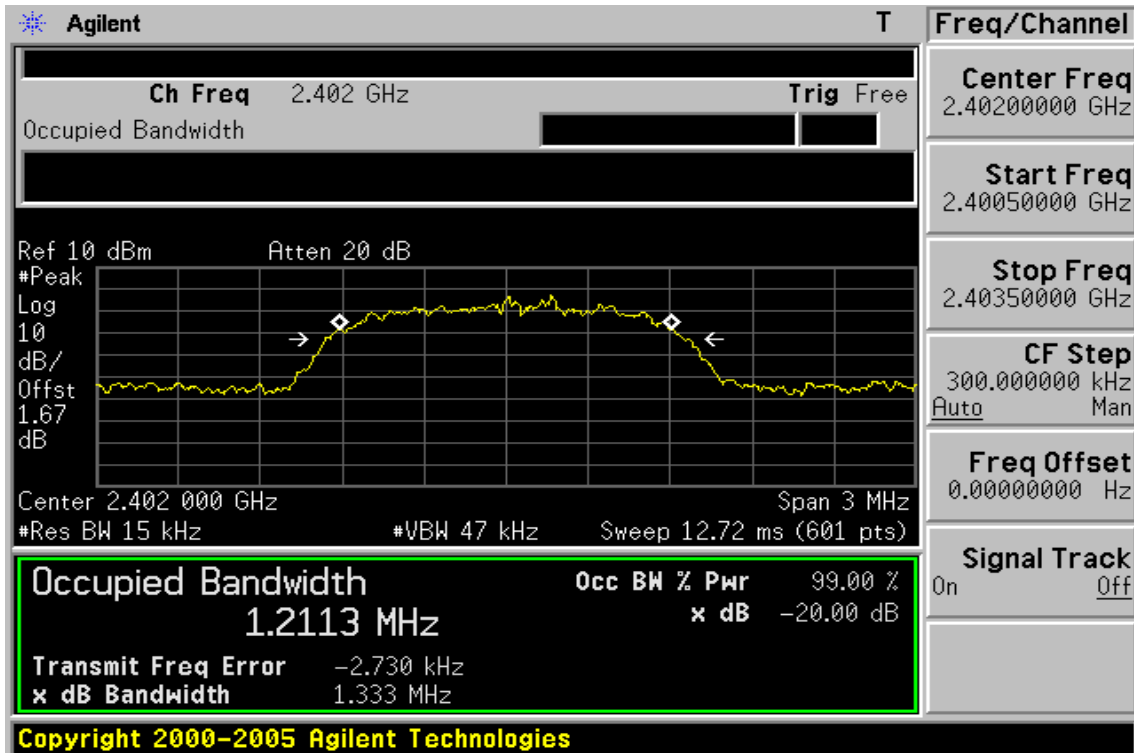 Agilent
T
Freq/Channel
Ch Freq 2.402 GHz
Trig Free
Occupied Bandwidth
Center Freq
2.40200000 GHz
Start Freq
2.40050000 GHz
Stop Freq
2.40350000 GHz
CF Step
300.000000 kHz
Auto Man
Freq Offset
0.00000000 Hz
Signal Track
On Off
Ref 10 dBm
Atten 20 dB
#Peak
Log
10
dB/
Offst
1.67
dB
Center 2.402 000 GHz
Span 3 MHz
#Res BW 15 kHz
#VBW 47 kHz
Sweep 12.72 ms (601 pts)
Occupied Bandwidth
1.2113 MHz
Occ BW % Pwr 99.00 %
x dB -20.00 dB
Transmit Freq Error -2.730 kHz
x dB Bandwidth 1.333 MHz
Copyright 2000-2005 Agilent Technologies